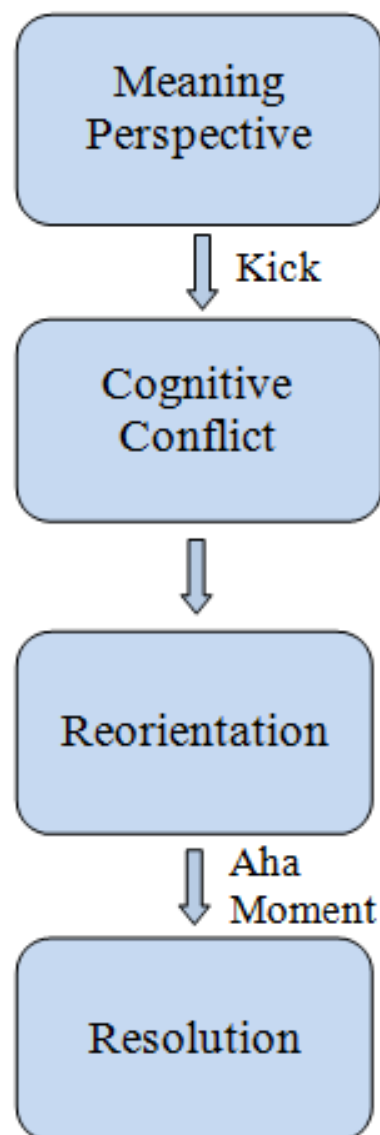 Meaning
Perspective
Kick
Cognitive
Conflict
Reorientation
Aha
Moment
Resolution